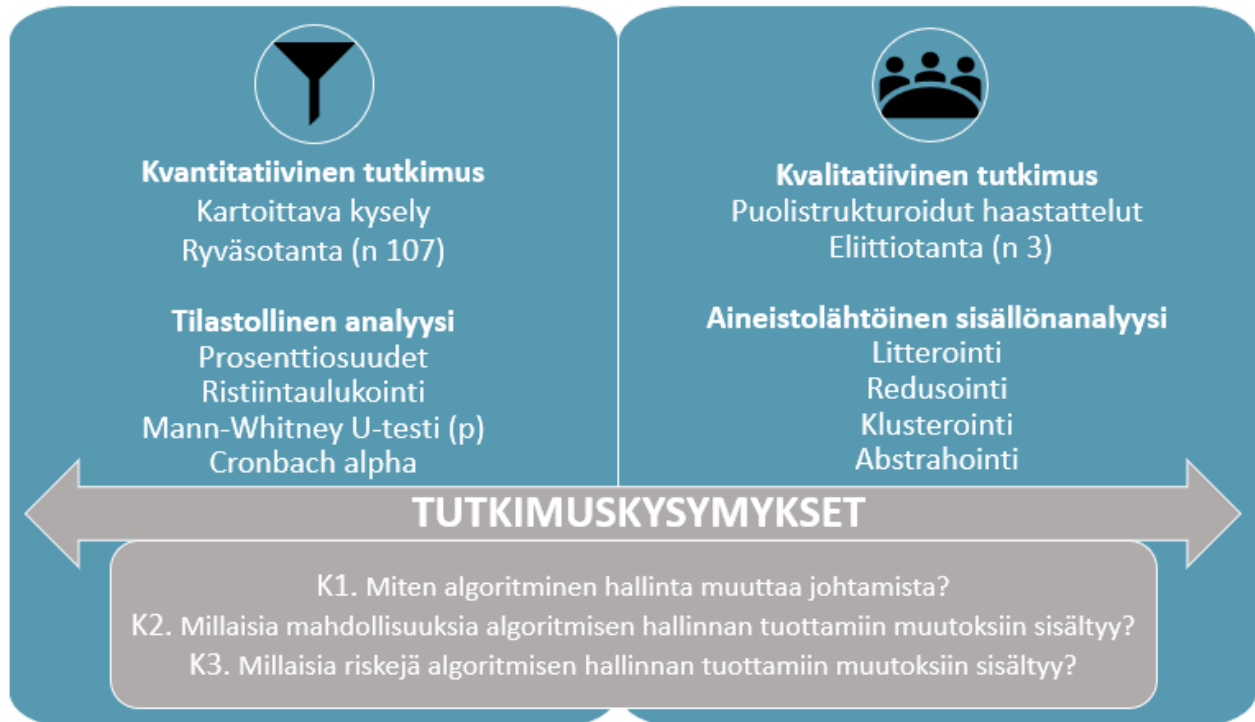 Kvantitatiivinen tutkimus
Kartoittava kysely
Ryväsotanta (n 107)
Tilastollinen analyysi
Prosenttiosuudet
Ristiintaulukointi
Mann-Whitney U-testi (p)
Cronbach alpha
Kvalitatiivinen tutkimus
Puolistrukturoidut haastattelut
Eliittiotanta (n 3)
Aineistolähtöinen sisällönanalyysi
Litterointi
Redusointi
Klusterointi
Abstrahointi
TUTKIMUSKYSYMYKSET
K1. Miten algoritminen hallinta muuttaa johtamista?
K2. Millaisia mahdollisuuksia algoritmisen hallinnan tuottamiin muutoksiin sisältyy?
K3. Millaisia riskejä algoritmisen hallinnan tuottamiin muutoksiin sisältyy?